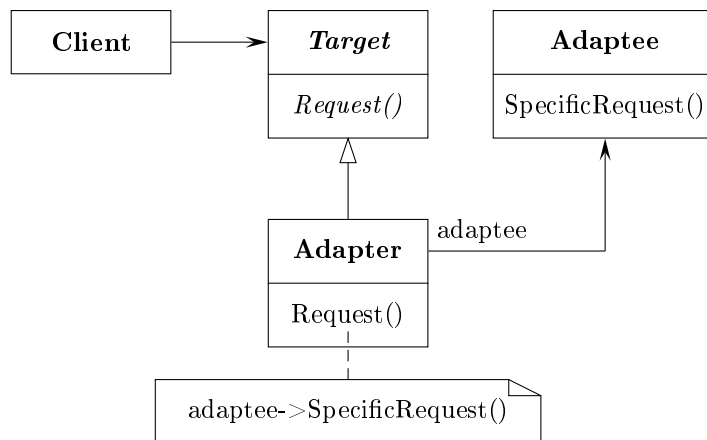 Client
Target
Request()
Adaptee
SpecificRequest()
adaptee
Adapter
Request()
adaptee->SpecificRequest()